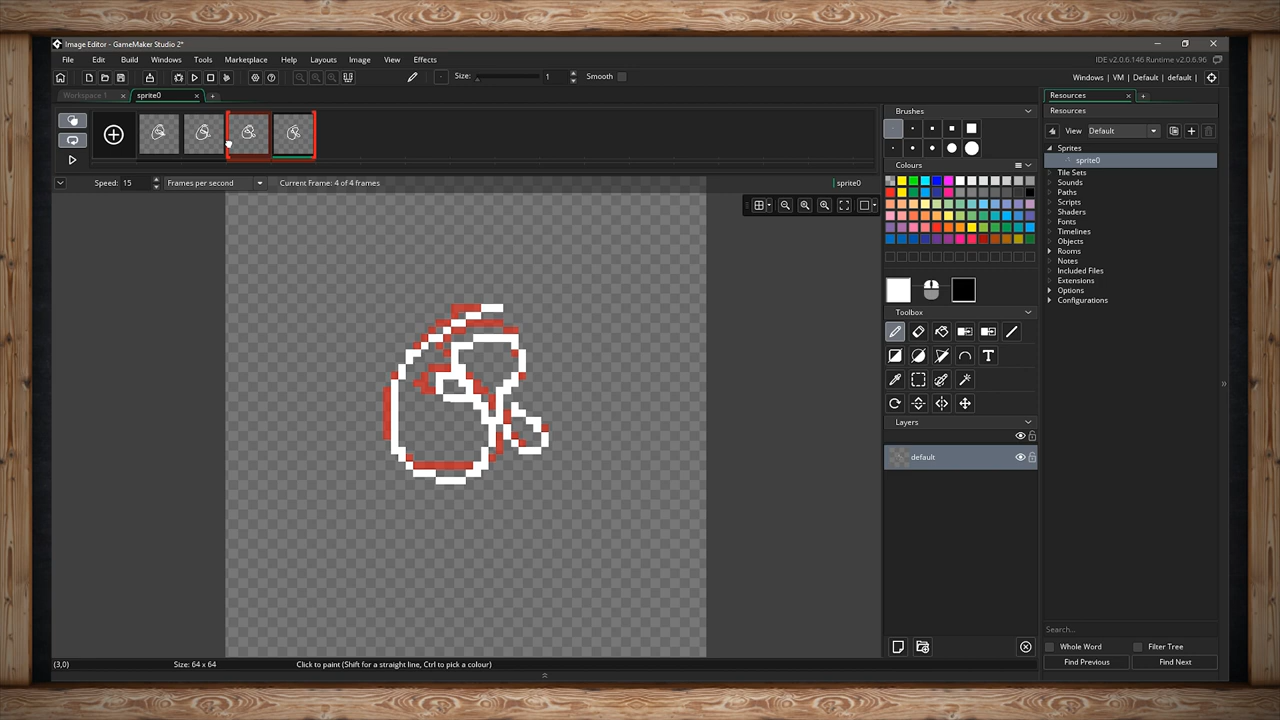 Image Editor - GameMaker Studio 2*
File Edit Build Windows Tools Marketplace Help Layouts Image View Effects
IDE v2.0.6.146 Runtime v2.0.6.96
Size: 1 Smooth
Windows | VM | Default | default |
Workspace 1
sprite0
Resources
Brushes
Resources
View Default
Colours
Sprites
sprite0
Tile Sets
Sounds
Paths
Scripts
Shaders
Fonts
Timelines
Objects
Rooms
Notes
Included Files
Extensions
Options
Configurations
Speed: 15 Frames per second Current Frame: 4 of 4 frames sprite0
Toolbox
T
Layers
default
Search...
Whole Word Filter Tree
Find Previous Find Next
(3,0) Size: 64 x 64 Click to paint (Shift for a straight line, Ctrl to pick a colour)